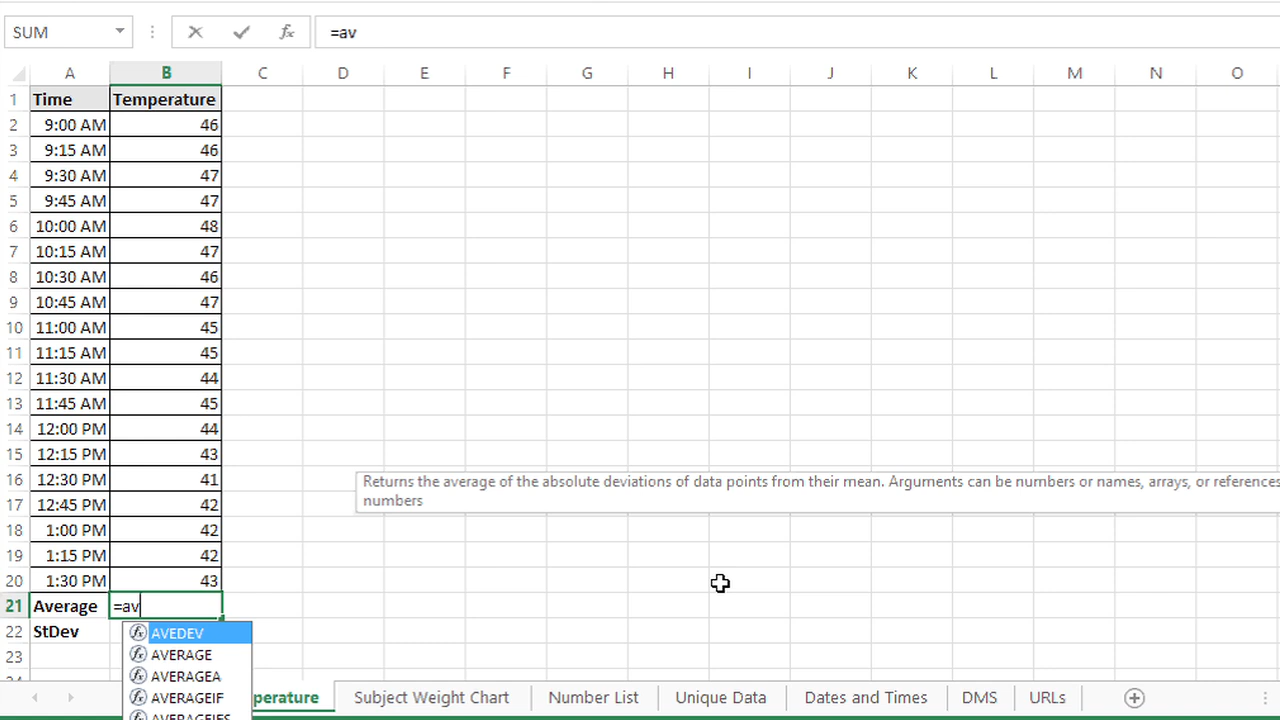 SUM =av
A B C D E F G H I J K L M N O
1 Time Temperature
2 9:00 AM 46
3 9:15 AM 46
4 9:30 AM 47
5 9:45 AM 47
6 10:00 AM 48
7 10:15 AM 47
8 10:30 AM 46
9 10:45 AM 47
10 11:00 AM 45
11 11:15 AM 45
12 11:30 AM 44
13 11:45 AM 45
14 12:00 PM 44
15 12:15 PM 43
16 12:30 PM 41
Returns the average of the absolute deviations of data points from their mean. Arguments can be numbers or names, arrays, or references
numbers
17 12:45 PM 42
18 1:00 PM 42
19 1:15 PM 42
20 1:30 PM 43
21 Average =av
22 StDev
AVEDEV
23
AVERAGE
AVERAGEA
AVERAGEIF
perature Subject Weight Chart Number List Unique Data Dates and Times DMS URLs